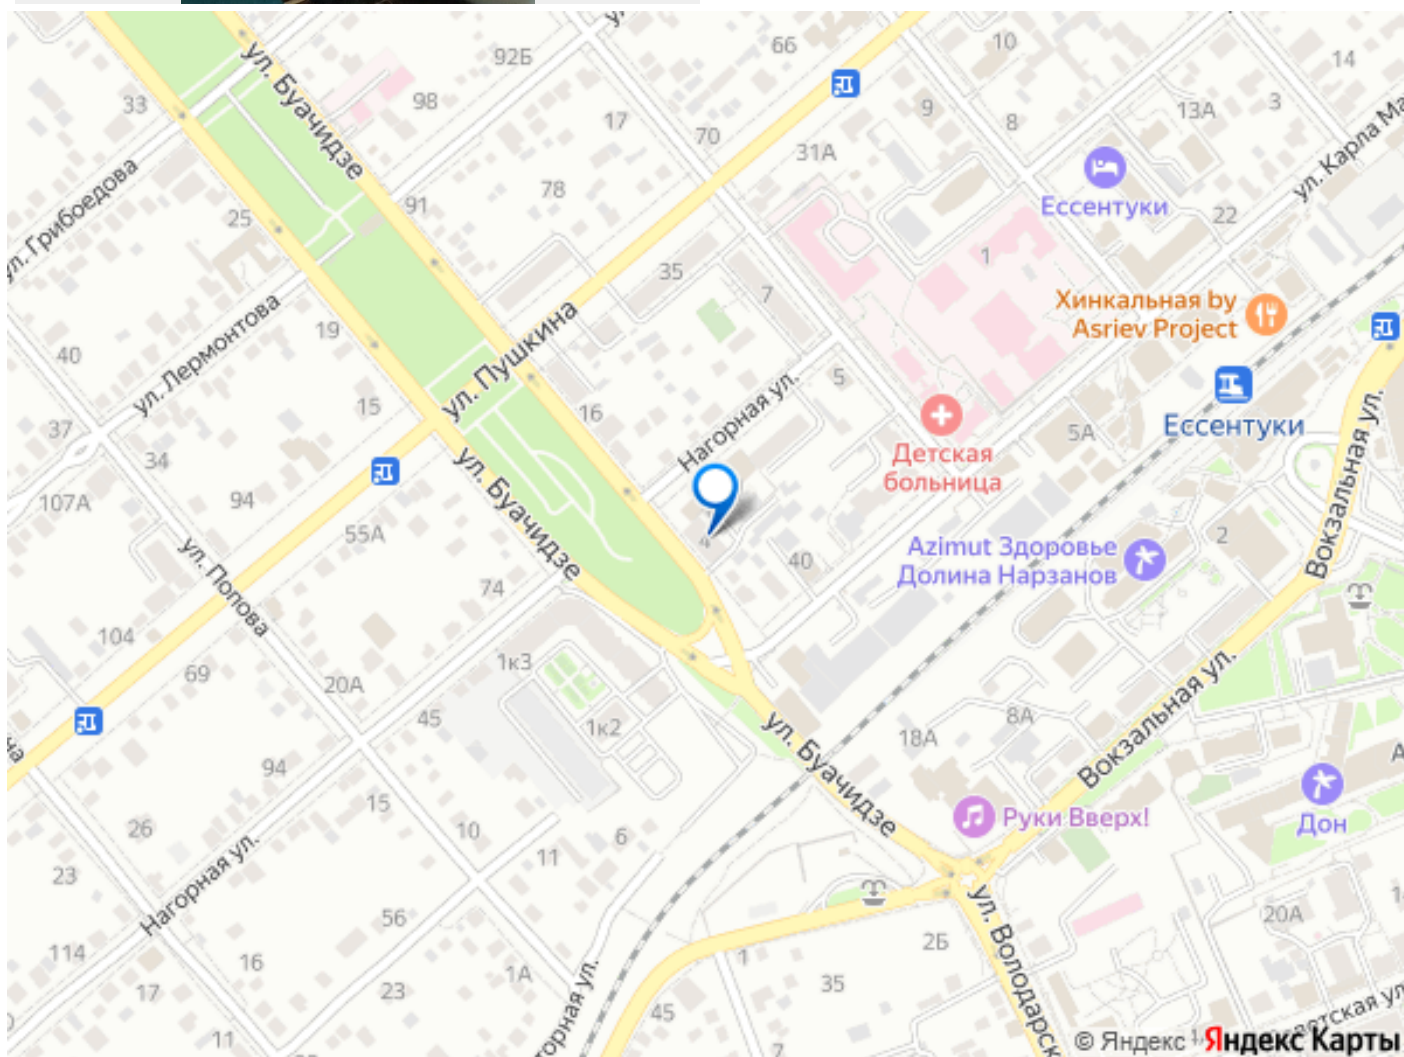 92Б
66
10
14
ул. Буачидзе
33
98
17
70
9
8
13А
3
31А
ул. Карла Ма
ул. Грибоедова
78
Ессентуки
91
22
25
1
35
7
Хинкальная by
Asriev Project
ул. Лермонтова
19
40
ул. Пушкина
5
Нагорная ул.
15
16
37
Ессентуки
5А
Детская
больница
34
94
107А
ул. Буачидзе
55А
4
40
Azimut Здоровье
Долина Нарзанов
2
Вокзальная ул.
ул. Попова
74
104
69
1к3
20А
45
1к2
18А
8А
Вокзальная ул.
ул. Буачидзе
94
15
Руки Вверх!
Дон
26
10
11
6
23
Нагорная ул.
56
114
16
1А
2Б
20А
ул. Володарск
17
23
1
35
45
7
11
© Яндекс
Яндекс Карты